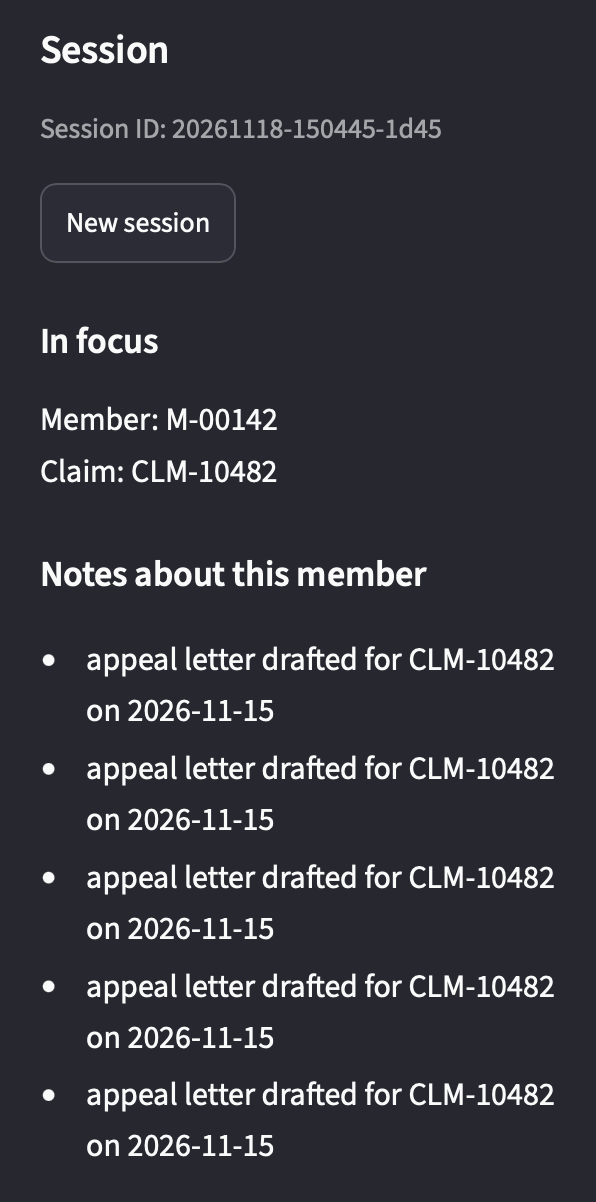 Session
Session ID: 20261118-150445-1d45
New session
In focus
Member: M-00142
Claim: CLM-10482
Notes about this member
• appeal letter drafted for CLM-10482
on 2026-11-15
• appeal letter drafted for CLM-10482
on 2026-11-15
• appeal letter drafted for CLM-10482
on 2026-11-15
• appeal letter drafted for CLM-10482
on 2026-11-15
• appeal letter drafted for CLM-10482
on 2026-11-15